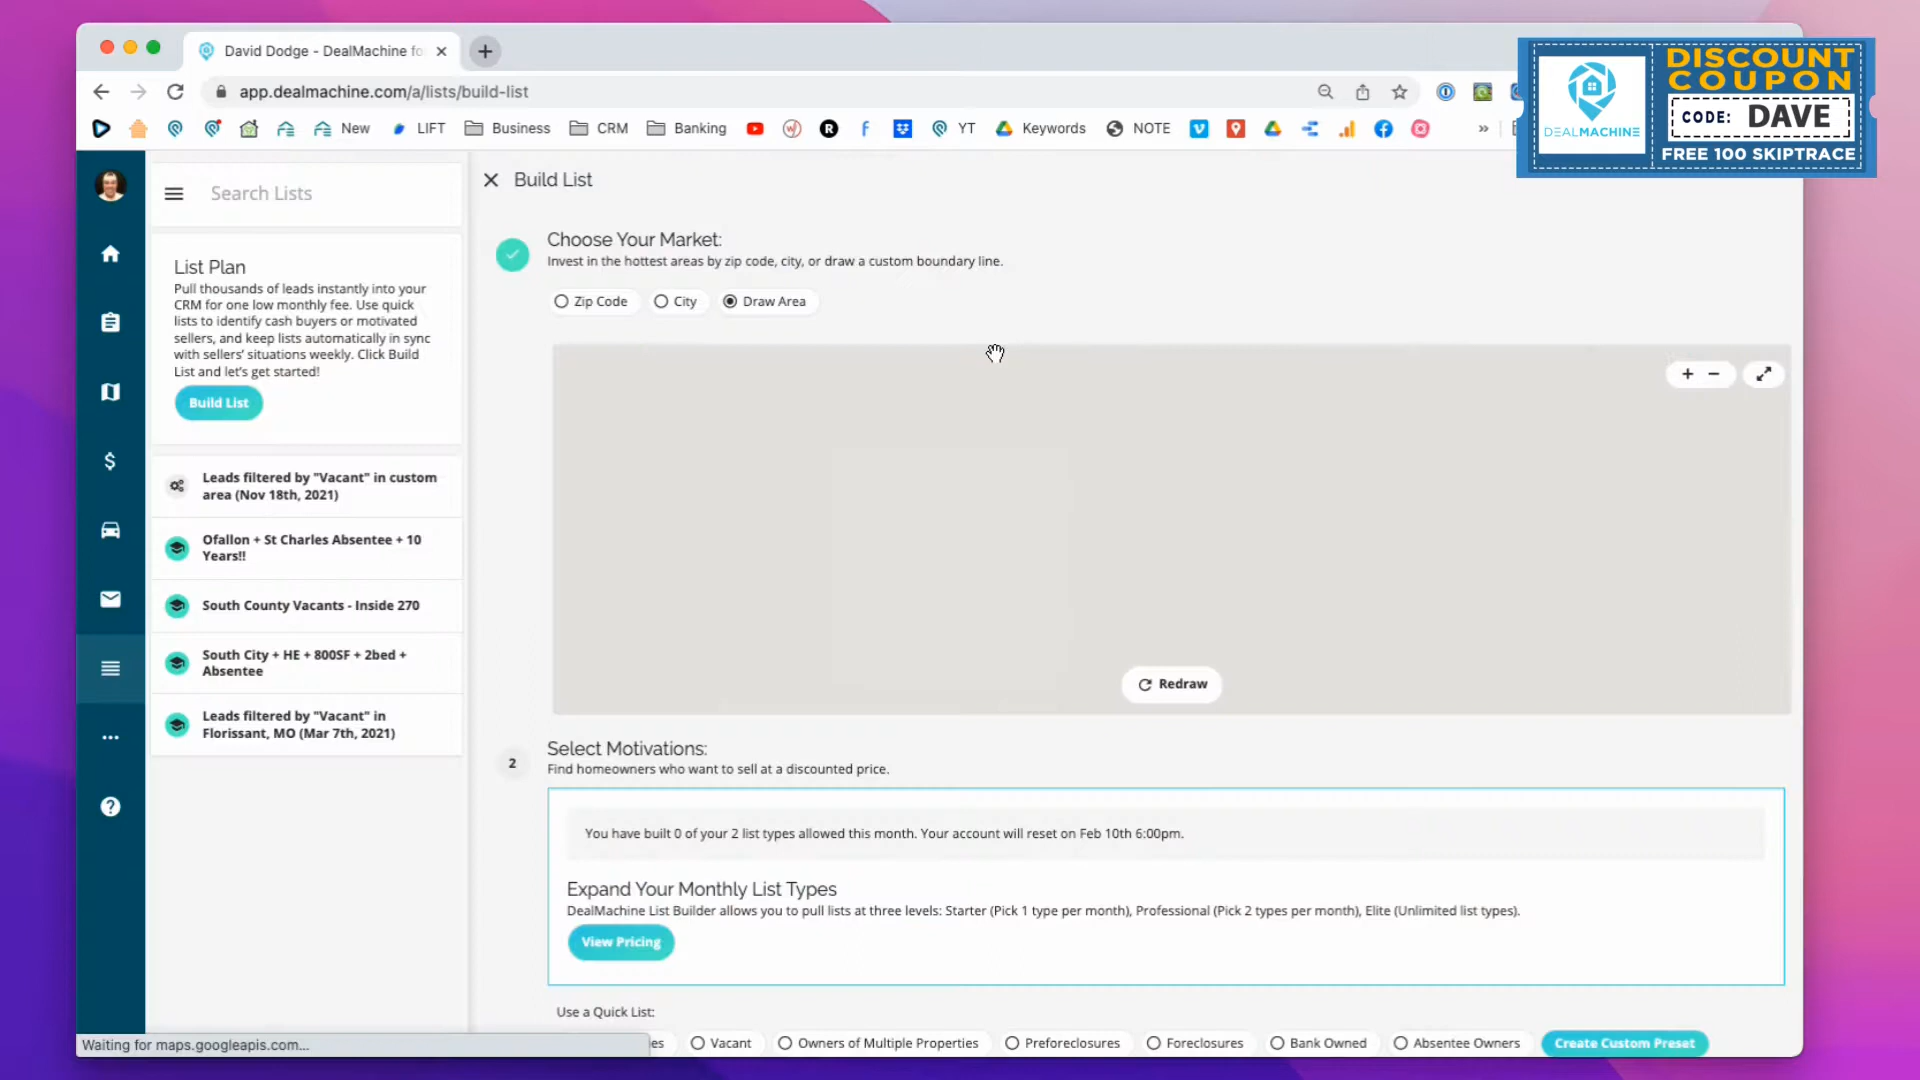 David Dodge - DealMachine fo
app.dealmachine.com/a/lists/build-list
New
LIFT
Business
CRM
Banking
YT
Keywords
NOTE
DISCOUNT
COUPON
CODE: DAVE
FREE 100 SKIPTRACE
DEALMACHINE
Search Lists
List Plan
Pull thousands of leads instantly into your
CRM for one low monthly fee. Use quick
lists to identify cash buyers or motivated
sellers, and keep lists automatically in sync
with sellers' situations weekly. Click Build
List and let's get started!
Build List
Leads filtered by "Vacant" in custom
area (Nov 18th, 2021)
Ofallon + St Charles Absentee + 10
Years!!
South County Vacants - Inside 270
South City + HE + 800SF + 2bed +
Absentee
Leads filtered by "Vacant" in
Florissant, MO (Mar 7th, 2021)
Build List
Choose Your Market:
Invest in the hottest areas by zip code, city, or draw a custom boundary line.
Zip Code
City
Draw Area
Redraw
2
Select Motivations:
Find homeowners who want to sell at a discounted price.
You have built 0 of your 2 list types allowed this month. Your account will reset on Feb 10th 6:00pm.
Expand Your Monthly List Types
DealMachine List Builder allows you to pull lists at three levels: Starter (Pick 1 type per month), Professional (Pick 2 types per month), Elite (Unlimited list types).
View Pricing
Use a Quick List:
es
Vacant
Owners of Multiple Properties
Preforeclosures
Foreclosures
Bank Owned
Absentee Owners
Create Custom Preset
Waiting for maps.googleapis.com...